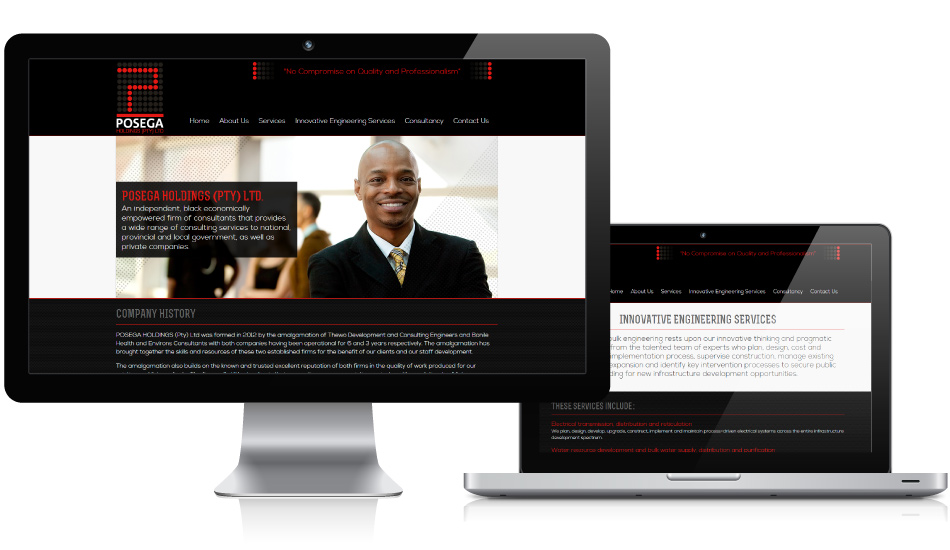 "No Compromise on Quality and Professionalism"
POSEGA
HOLDINGS (PTY) LTD
Home About Us Services Innovative Engineering Services Consultancy Contact Us
POSEGA HOLDINGS (PTY) LTD
An independent, black economically
empowered firm of consultants that provides
a wide range of consulting services to national,
provincial and local government, as well as
private companies.
COMPANY HISTORY
POSEGA HOLDINGS (Pty) Ltd was formed in 2012 by the amalgamation of Thewo Development and Consulting Engineers and Bonile
Health and Environs Consultants with both companies having been operational for 6 and 3 years respectively. The amalgamation has
brought together the skills and resources of these two established firms for the benefit of our clients and our staff development.
The amalgamation also builds on the known and trusted excellent reputation of both firms in the quality of work produced for our
"No Compromise on Quality and Professionalism"
Home About Us Services Innovative Engineering Services Consultancy Contact Us
INNOVATIVE ENGINEERING SERVICES
bulk engineering rests upon our innovative thinking and pragmatic
from the talented team of experts who plan, design, cost and
implementation process, supervise construction, manage existing
expansion and identify key intervention processes to secure public
for new infrastructure development opportunities.
THESE SERVICES INCLUDE:
Electrical transmission, distribution and reticulation
We plan, design, develop, upgrade, construct, implement and maintain process-driven electrical systems across the entire infrastructure
development spectrum.
Water resource development and bulk water supply, distribution and purification